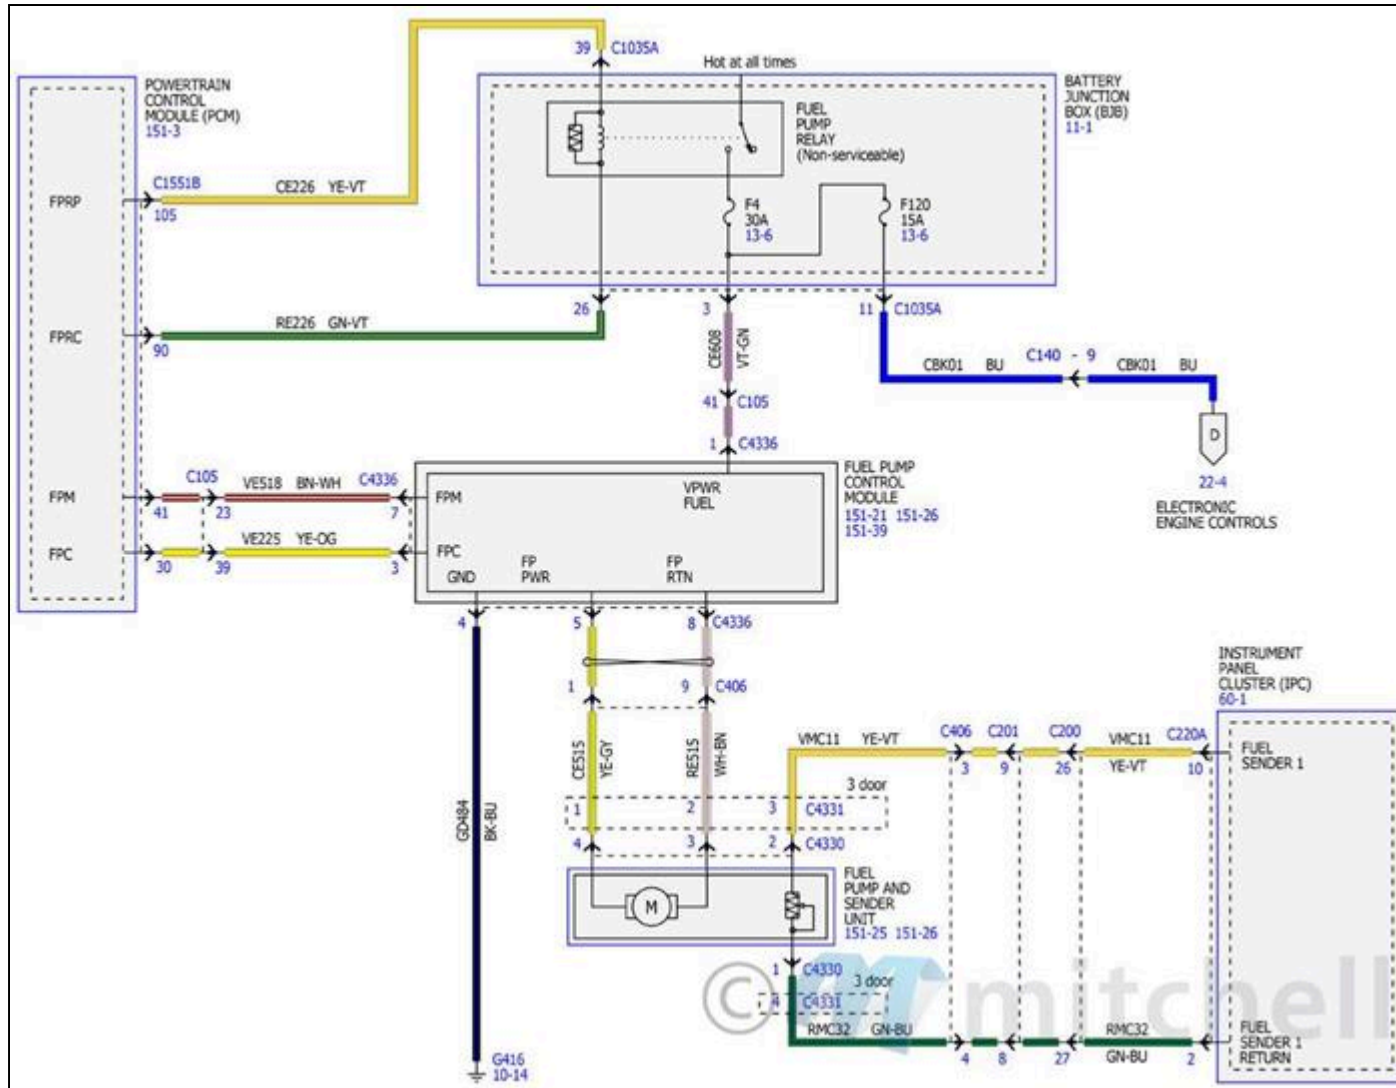 39 C1035A
Hot at all times
POWERTRAIN
CONTROL
MODULE (PCM)
151-3
BATTERY
JUNCTION
BOX (BJB)
11-1
FUEL
PUMP
RELAY
(Non-serviceable)
C1551B
FPRP
105
CE226 YE-VT
F4
30A
13-6
F120
15A
13-6
26
3
11 C1035A
FPRC
90
RE226 GN-VT
CE608
VT-GN
CBK01 BU
C140 - 9
CBK01 BU
41 C105
1 C4336
D
22-4
ELECTRONIC
ENGINE CONTROLS
FUEL PUMP
CONTROL
MODULE
151-21 151-26
151-39
C105
VE518 BN-WH
C4336
FPM
41
23
7
FPM
VPWR
FUEL
VE225 YE-OG
FPC
30
39
3
FPC
GND
FP
PWR
FP
RTN
4
5
8 C4336
1
9 C406
INSTRUMENT
PANEL
CLUSTER (IPC)
60-1
GD484
BK-BU
CE515
YE-GY
RE515
WH-BN
VMC11 YE-VT
C406
C201
C200
VMC11
YE-VT
C220A
3
9
26
10
FUEL
SENDER 1
3 door
1
2
3
C4331
4
3
2 C4330
M
FUEL
PUMP AND
SENDER
UNIT
151-25 151-26
1 C4330
3 door
4 C4331
© mitchell
RMC32 GN-BU
4
8
27
RMC32
GN-BU
2
FUEL
SENDER 1
RETURN
G416
10-14